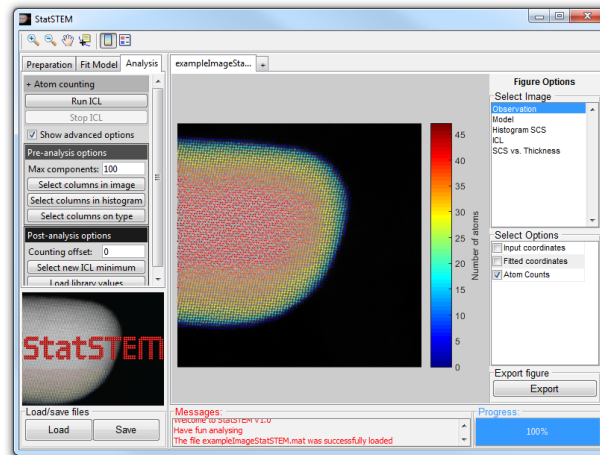 StatSTEM
Preparation Fit Model Analysis
+ Atom counting
Run ICL
Stop ICL
Show advanced options
Pre-analysis options
Max components: 100
Select columns in image
Select columns in histogram
Select columns on type
Post-analysis options
Counting offset: 0
Select new ICL minimum
Load library values
StatSTEM
Load/save files
Load Save
exampleImageSta... +
45
40
35
30
25
20
15
10
5
0
Number of atoms
Messages:
Welcome to StatSTEM V1.0
Have fun analysing
The file exampleImageStatSTEM.mat was successfully loaded
Figure Options
Select Image
Observation
Model
Histogram SCS
ICL
SCS vs. Thickness
Select Options
Input coordinates
Fitted coordinates
Atom Counts
Export figure
Export
Progress:
100%